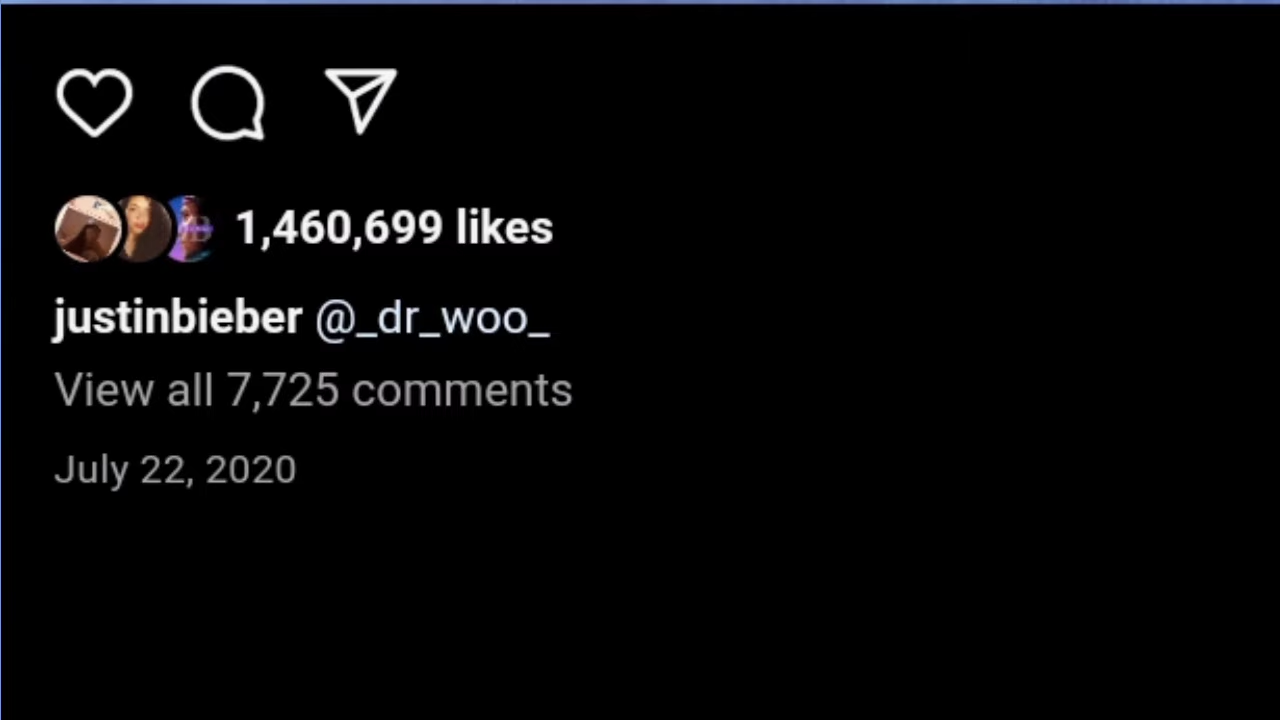 1,460,699 likes
justinbieber @_dr_woo_
View all 7,725 comments
July 22, 2020